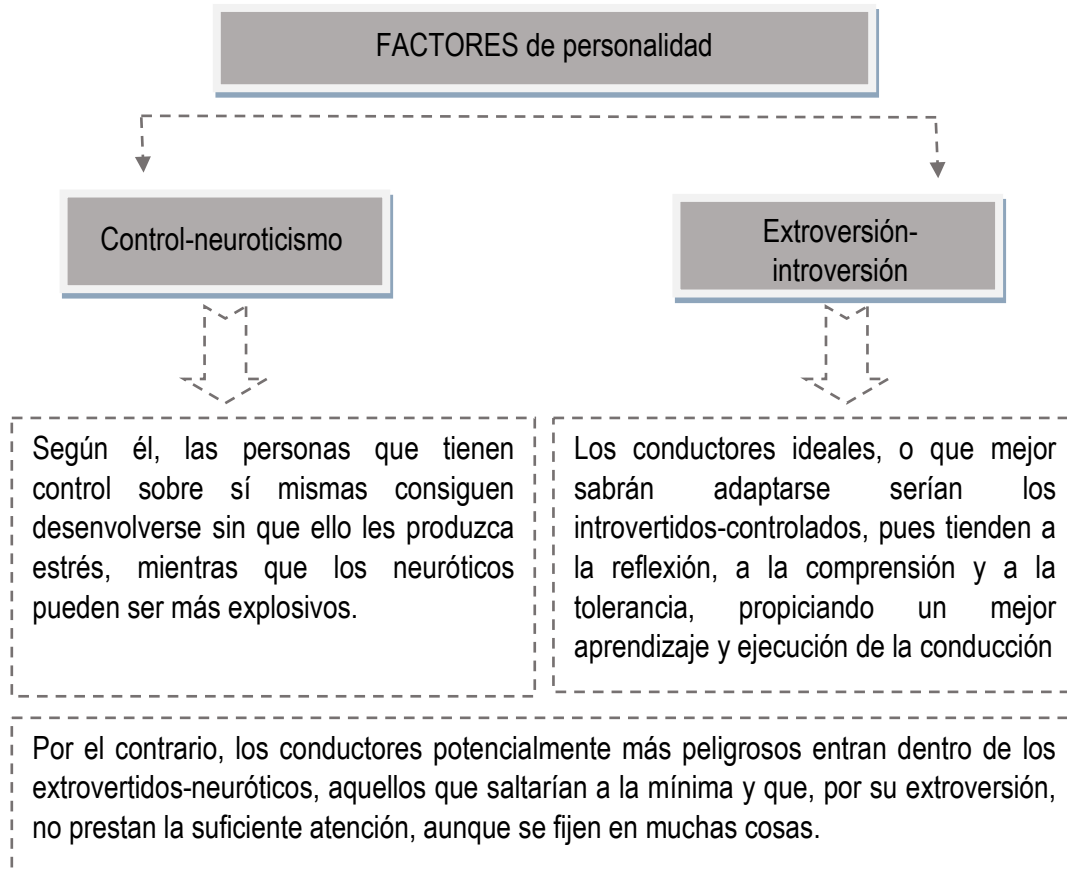 FACTORES de personalidad
Control-neuroticismo
Extroversión-
introversión
Según él, las personas que tienen
control sobre sí mismas consiguen
desenvolverse sin que ello les produzca
estrés, mientras que los neuróticos
pueden ser más explosivos.
Los conductores ideales, o que mejor
sabrán adaptarse serían los
introvertidos-controlados, pues tienden a
la reflexión, a la comprensión y a la
tolerancia, propiciando un mejor
aprendizaje y ejecución de la conducción
Por el contrario, los conductores potencialmente más peligrosos entran dentro de los
extrovertidos-neuróticos, aquellos que saltarían a la mínima y que, por su extroversión,
no prestan la suficiente atención, aunque se fijen en muchas cosas.